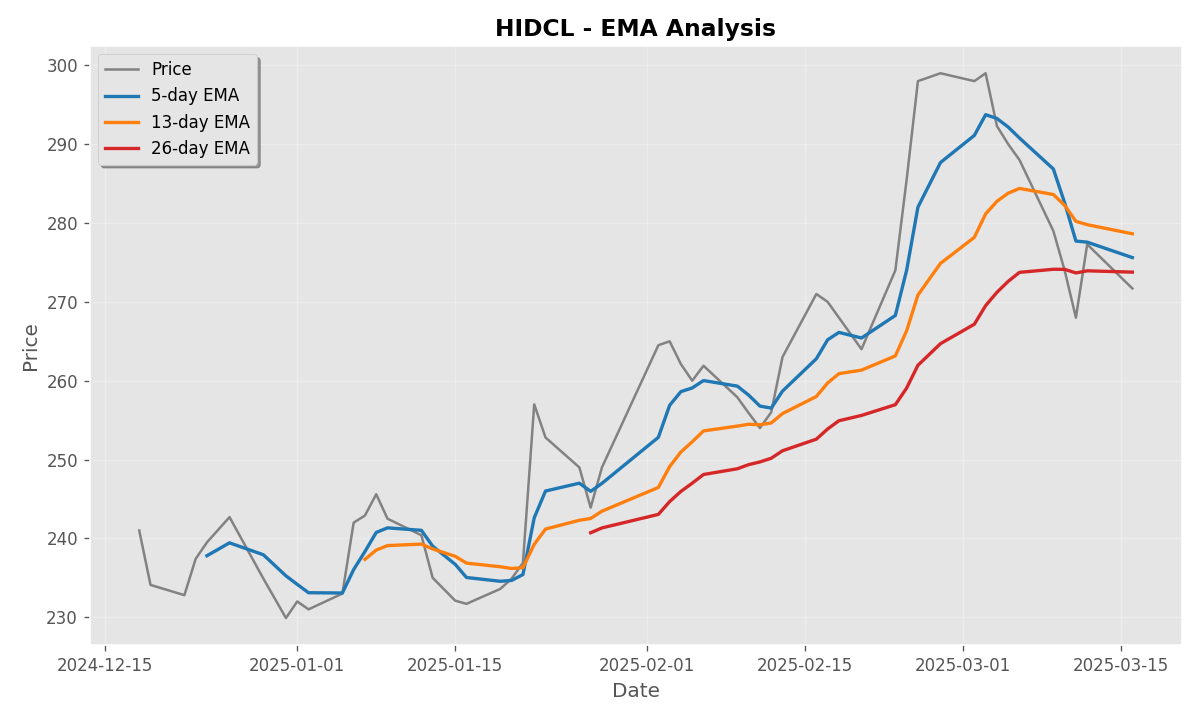 HIDCL - EMA Analysis
Price
5-day EMA
13-day EMA
26-day EMA
300
290
280
270
260
250
240
230
Price
2024-12-15
2025-01-01
2025-01-15
2025-02-01
2025-02-15
2025-03-01
2025-03-15
Date